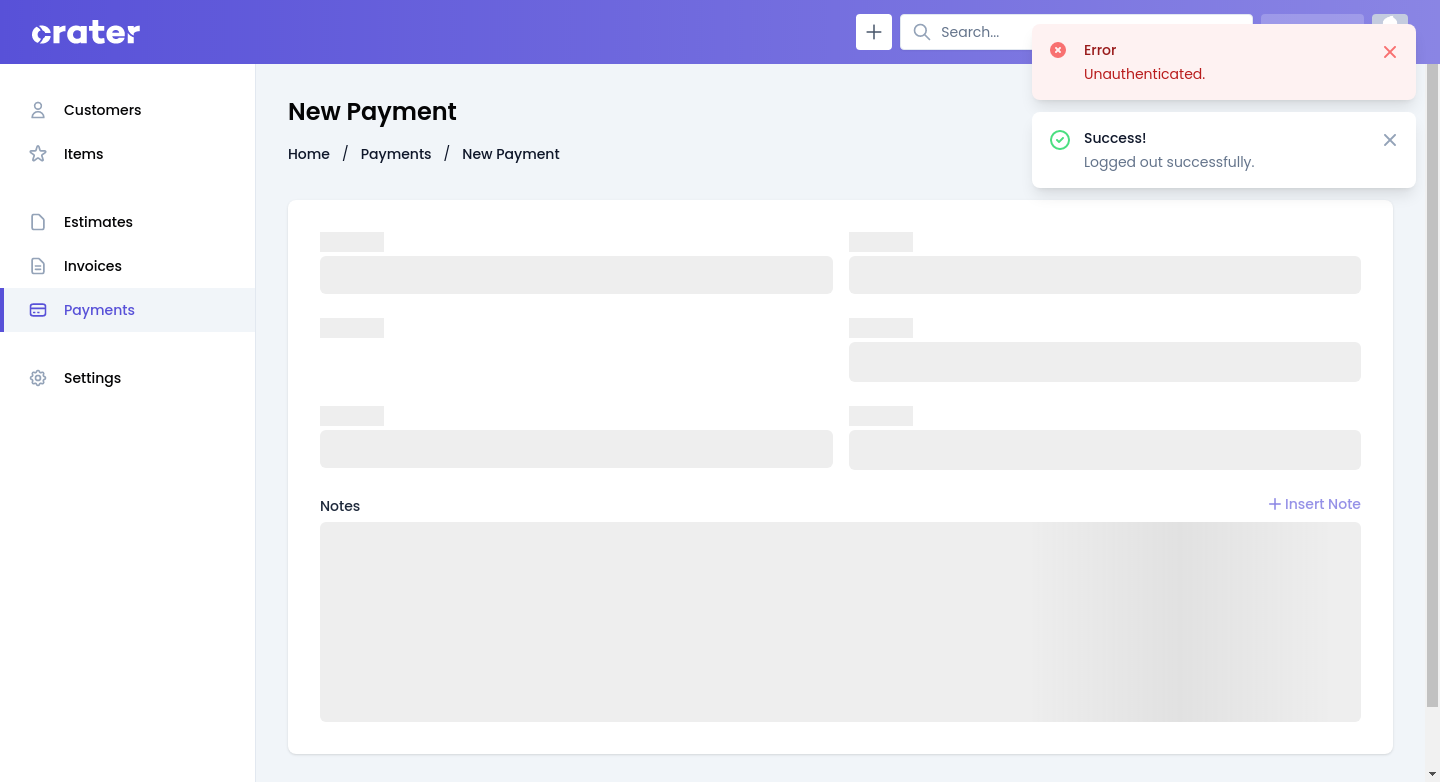 crater
Search...
Error
Unauthenticated.
Success!
Logged out successfully.
Customers
Items
Estimates
Invoices
Payments
Settings
New Payment
Home / Payments / New Payment
Notes
Insert Note